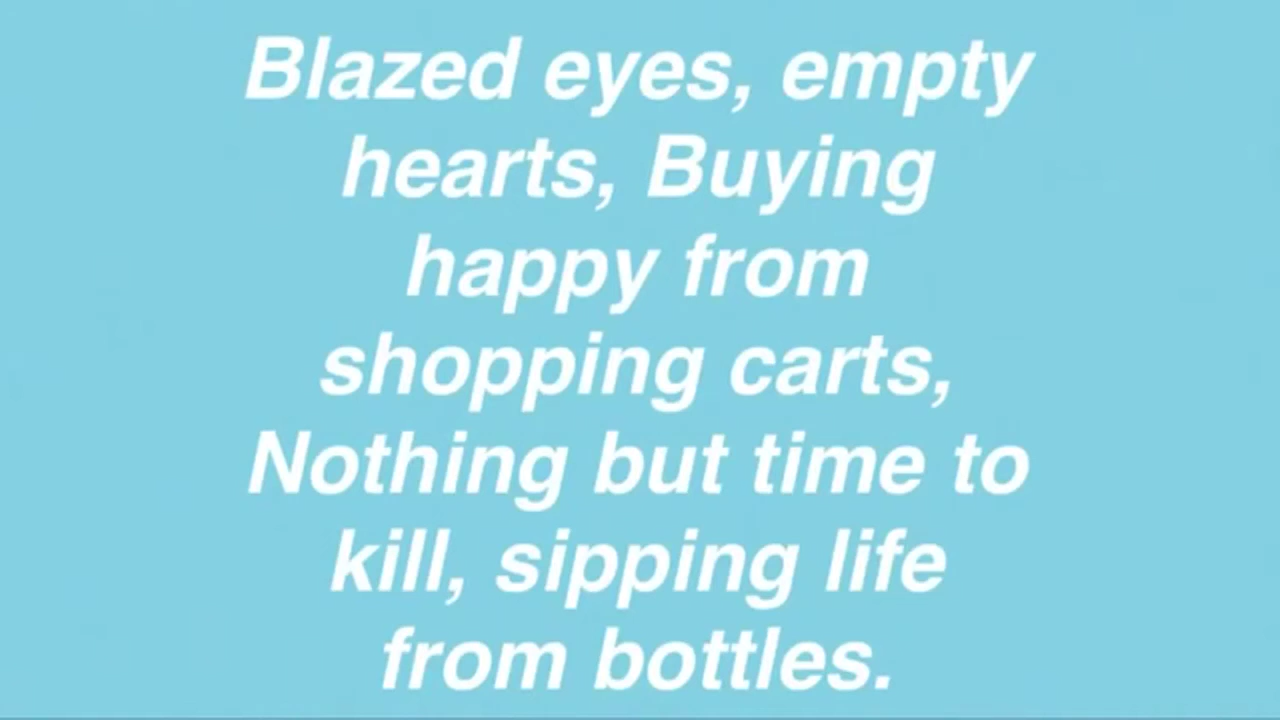 Blazed eyes, empty
hearts, Buying
happy from
shopping carts,
Nothing but time to
kill, sipping life
from bottles.